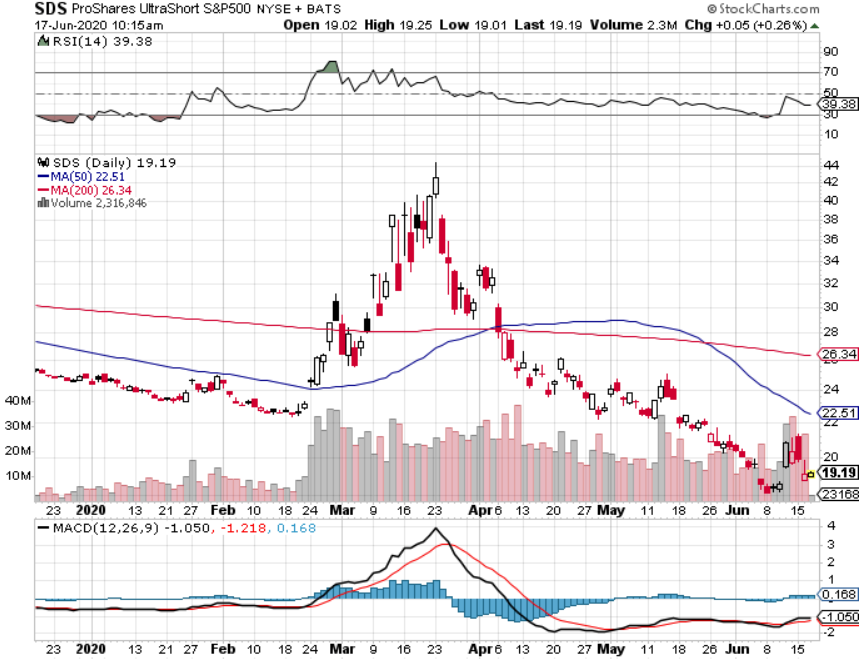 SDS ProShares UltraShort S&P500 NYSE + BATS © StockCharts.com
17-Jun-2020 10:15am Open 19.02 High 19.25 Low 19.01 Last 19.19 Volume 2.3M Chg +0.05 (+0.26%)
RSI(14) 39.38
90
70
50
39.38
30
10
SDS (Daily) 19.19
MA(50) 22.51
MA(200) 26.34
Volume 2,316,846
44
42
40
38
36
34
32
30
28
26.34
24
22.51
22
20
19.19
40M
30M
20M
10M
23 2020 13 21 27 Feb 10 18 24 Mar 9 16 23 Apr 6 13 20 27 May 11 18 26 Jun 8 15
MACD(12,26,9) -1.050, -1.218, 0.168
4
3
2
1
0.168
-1.050
-2
23 2020 13 21 27 Feb 10 18 24 Mar 9 16 23 Apr 6 13 20 27 May 11 18 26 Jun 8 15